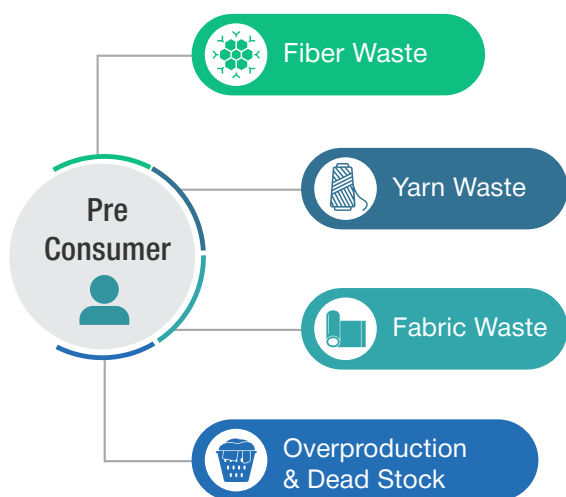 Fiber Waste
Yarn Waste
Pre
Consumer
Fabric Waste
Overproduction
& Dead Stock